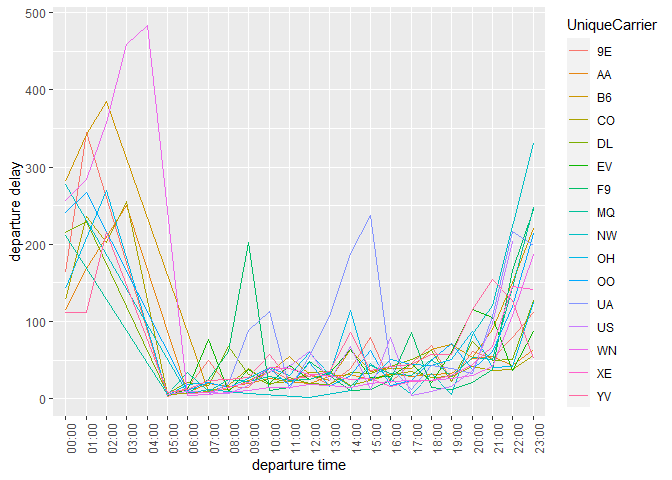 500
400
300
200
100
0
departure delay
00:00
01:00
02:00
03:00
04:00
05:00
06:00
07:00
08:00
09:00
10:00
11:00
12:00
13:00
14:00
15:00
16:00
17:00
18:00
19:00
20:00
21:00
22:00
23:00
departure time
UniqueCarrier
9E
AA
B6
CO
DL
EV
F9
MQ
NW
OH
OO
UA
US
WN
XE
YV